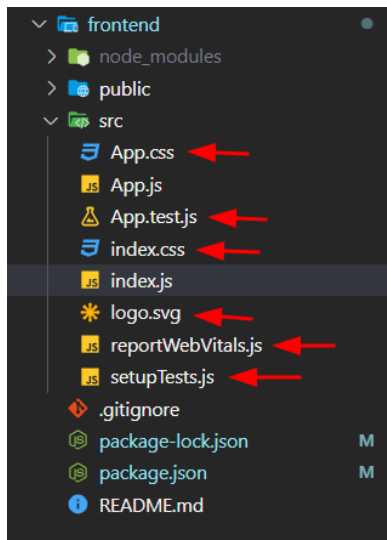 frontend
node_modules
public
src
App.css
JS App.js
App.test.js
index.css
JS index.js
logo.svg
JS reportWebVitals.js
JS setupTests.js
.gitignore
package-lock.json M
package.json M
README.md